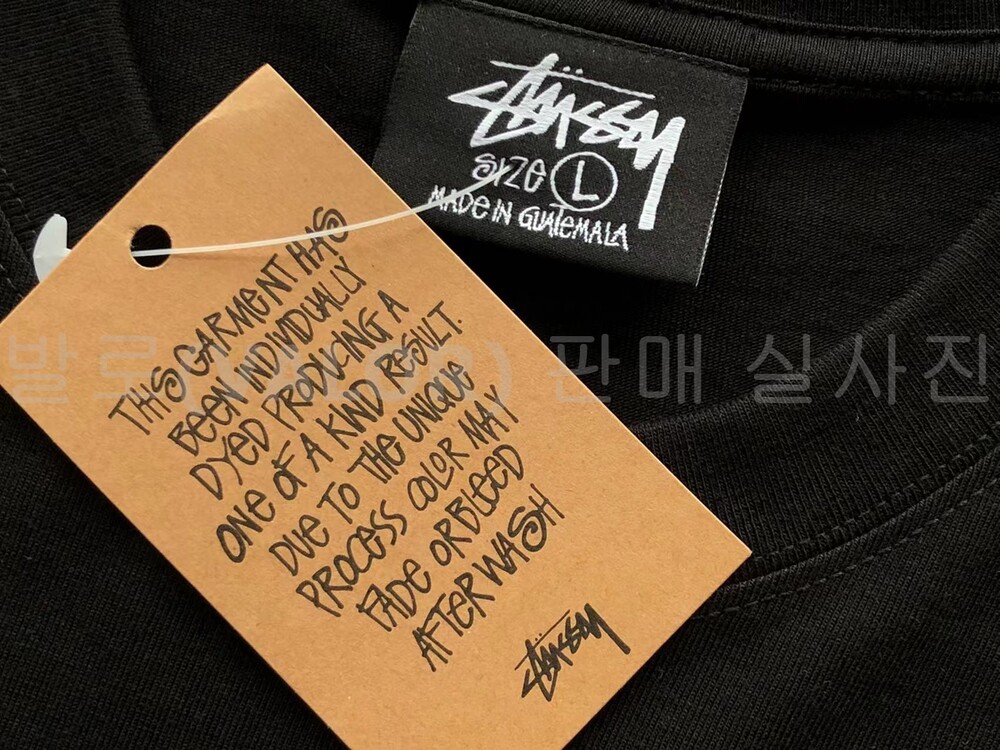 STÜSSY
SIZE L
MADE IN GUATEMALA
THIS GARMENT HAS
BEEN INDIVIDUALLY
DYED PRODUCING A
ONE OF A KIND RESULT.
DUE TO THE UNIQUE
PROCESS COLOR MAY
FADE OR BLEED
AFTER WASH
STÜSSY
판매 실사진